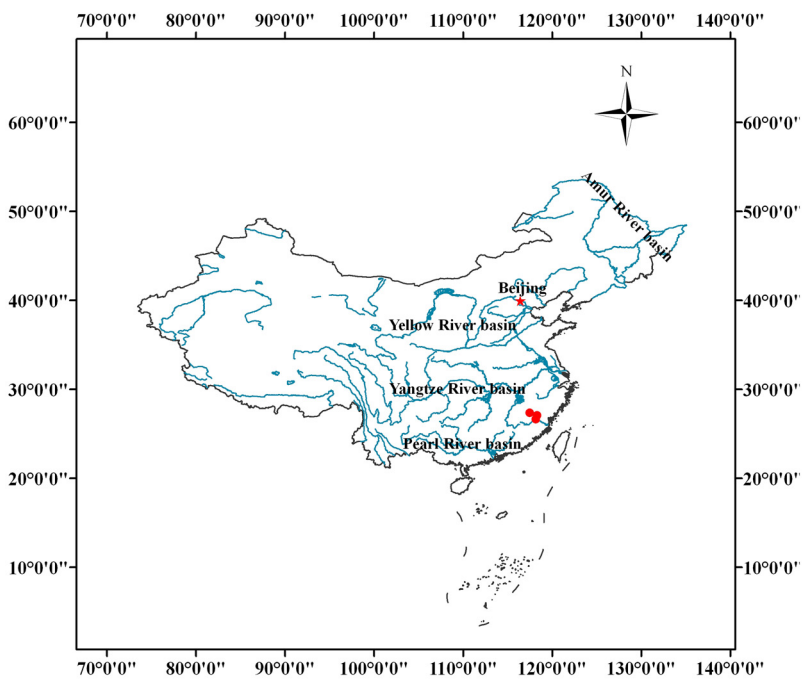 70°0'0" 80°0'0" 90°0'0" 100°0'0" 110°0'0" 120°0'0" 130°0'0" 140°0'0"
N
60°0'0" 60°0'0"
Amur River basin
50°0'0" 50°0'0"
Beijing
40°0'0" 40°0'0"
Yellow River basin
Yangtze River basin
30°0'0" 30°0'0"
Pearl River basin
20°0'0" 20°0'0"
10°0'0" 10°0'0"
70°0'0" 80°0'0" 90°0'0" 100°0'0" 110°0'0" 120°0'0" 130°0'0" 140°0'0"